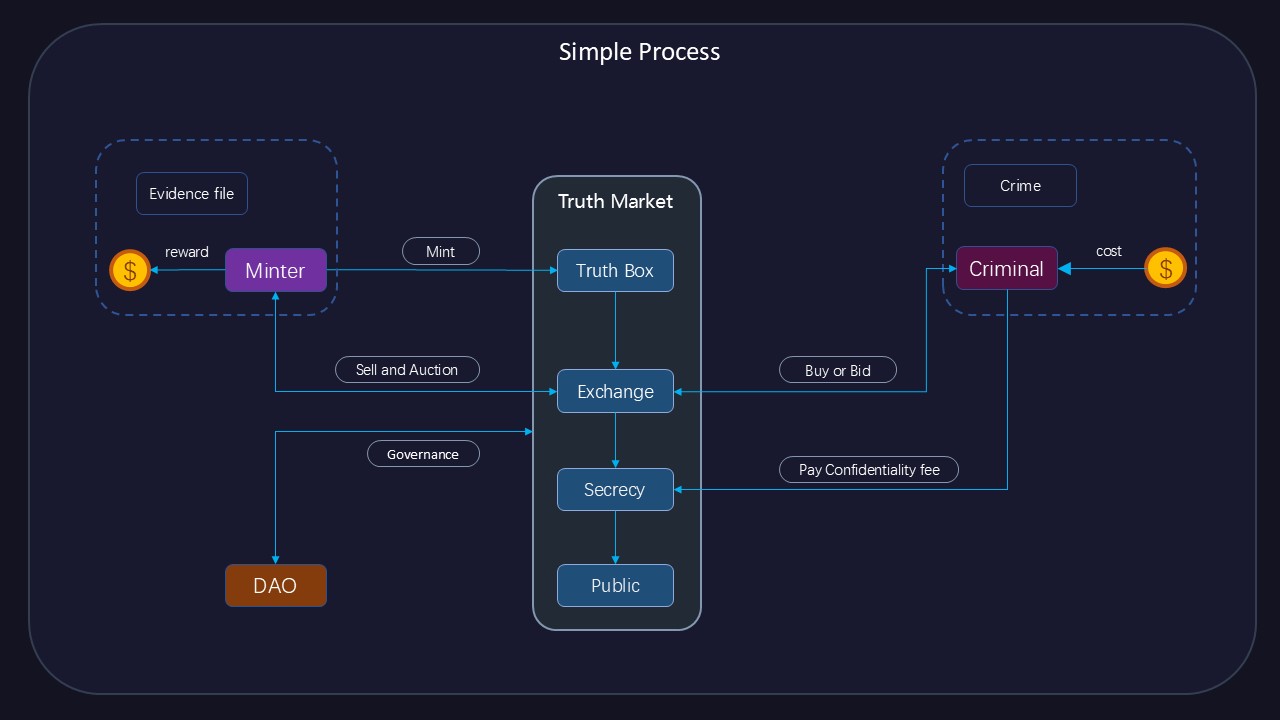 Simple Process
Evidence file
reward
$
Minter
Mint
Truth Market
Truth Box
Crime
Criminal
cost
$
Sell and Auction
Exchange
Buy or Bid
Governance
Secrecy
Pay Confidentiality fee
DAO
Public